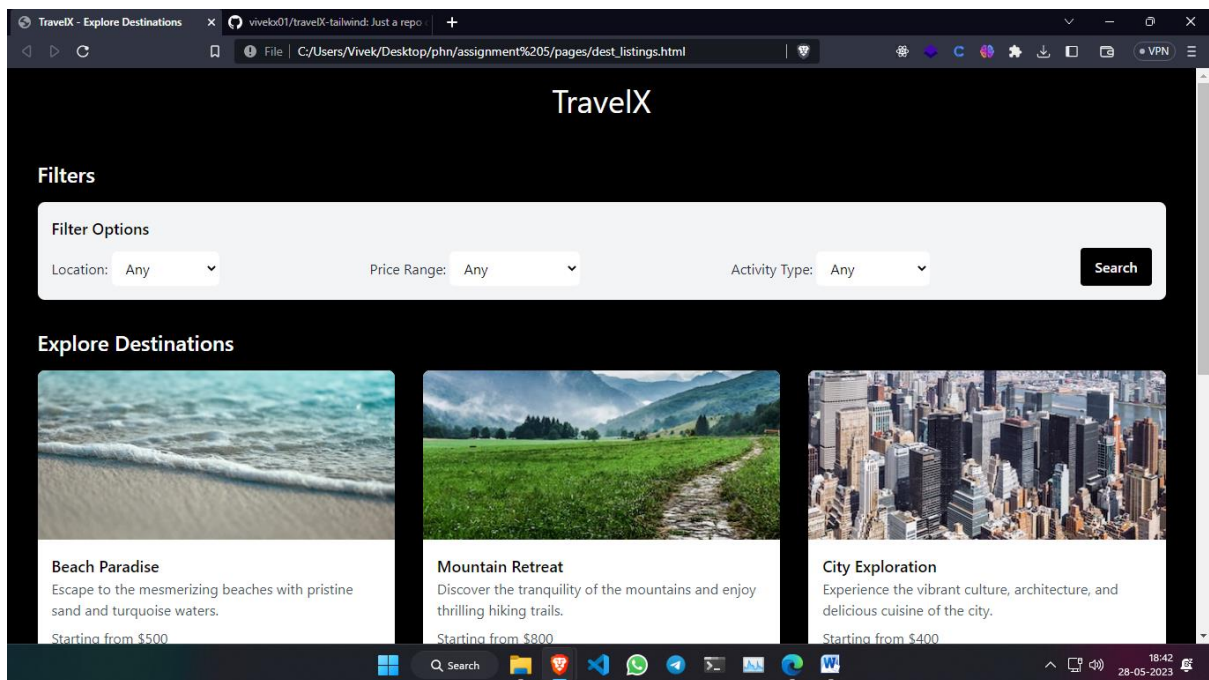 TravelX - Explore Destinations
vivekx01/travelX-tailwind: Just a repo
File
C:/Users/Vivek/Desktop/phn/assignment%205/pages/dest_listings.html
VPN
TravelX
Filters
Filter Options
Location: Any
Price Range: Any
Activity Type: Any
Search
Explore Destinations
Beach Paradise
Escape to the mesmerizing beaches with pristine
sand and turquoise waters.
Starting from $500
Mountain Retreat
Discover the tranquility of the mountains and enjoy
thrilling hiking trails.
Starting from $800
City Exploration
Experience the vibrant culture, architecture, and
delicious cuisine of the city.
Starting from $400
Search
18:42
28-05-2023